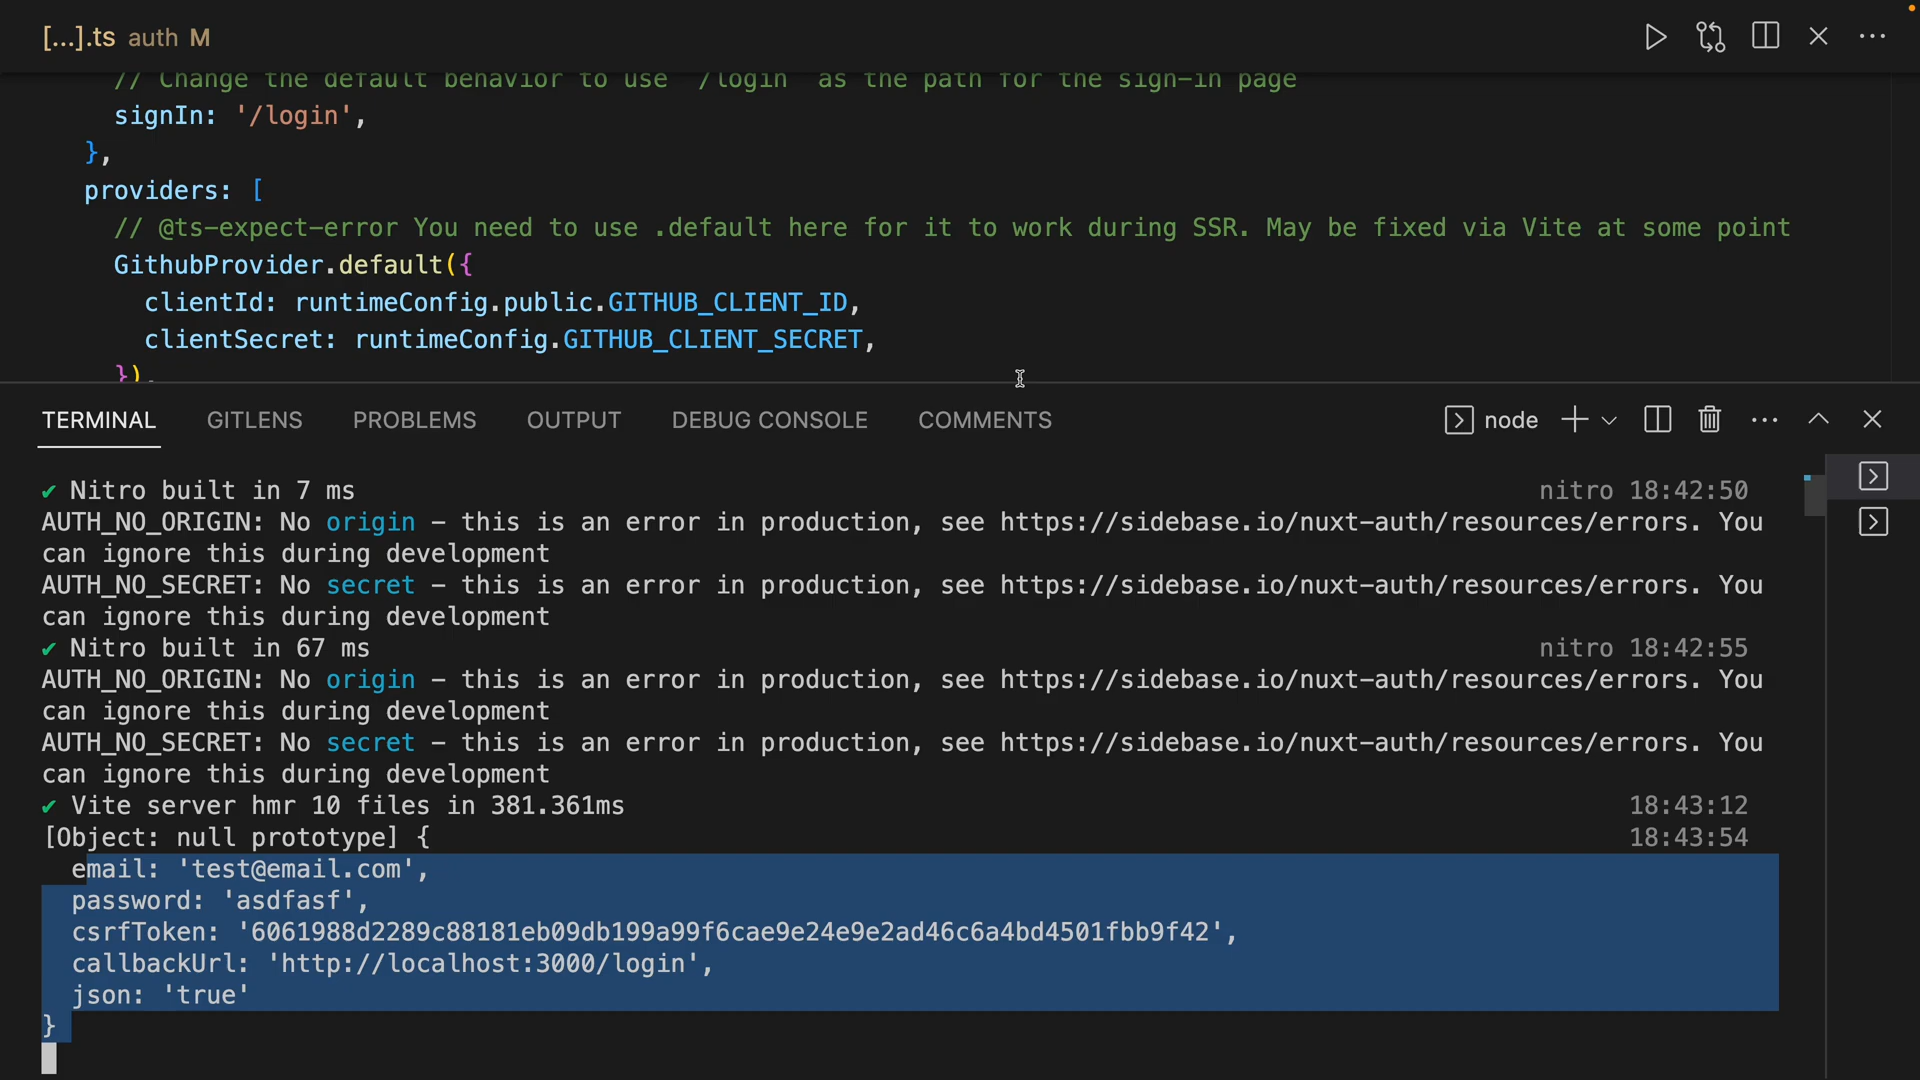 [...].ts auth M
// Change the default behavior to use `/login` as the path for the sign-in page
signIn: '/login',
},
providers: [
// @ts-expect-error You need to use .default here for it to work during SSR. May be fixed via Vite at some point
GithubProvider.default({
clientId: runtimeConfig.public.GITHUB_CLIENT_ID,
clientSecret: runtimeConfig.GITHUB_CLIENT_SECRET,
}),
TERMINAL GITLENS PROBLEMS OUTPUT DEBUG CONSOLE COMMENTS node
✔ Nitro built in 7 ms nitro 18:42:50
AUTH_NO_ORIGIN: No origin – this is an error in production, see https://sidebase.io/nuxt-auth/resources/errors. You
can ignore this during development
AUTH_NO_SECRET: No secret – this is an error in production, see https://sidebase.io/nuxt-auth/resources/errors. You
can ignore this during development
✔ Nitro built in 67 ms nitro 18:42:55
AUTH_NO_ORIGIN: No origin – this is an error in production, see https://sidebase.io/nuxt-auth/resources/errors. You
can ignore this during development
AUTH_NO_SECRET: No secret – this is an error in production, see https://sidebase.io/nuxt-auth/resources/errors. You
can ignore this during development
✔ Vite server hmr 10 files in 381.361ms 18:43:12
[Object: null prototype] { 18:43:54
email: 'test@email.com',
password: 'asdfasf',
csrfToken: '6061988d2289c88181eb09db199a99f6cae9e24e9e2ad46c6a4bd4501fbb9f42',
callbackUrl: 'http://localhost:3000/login',
json: 'true'
}